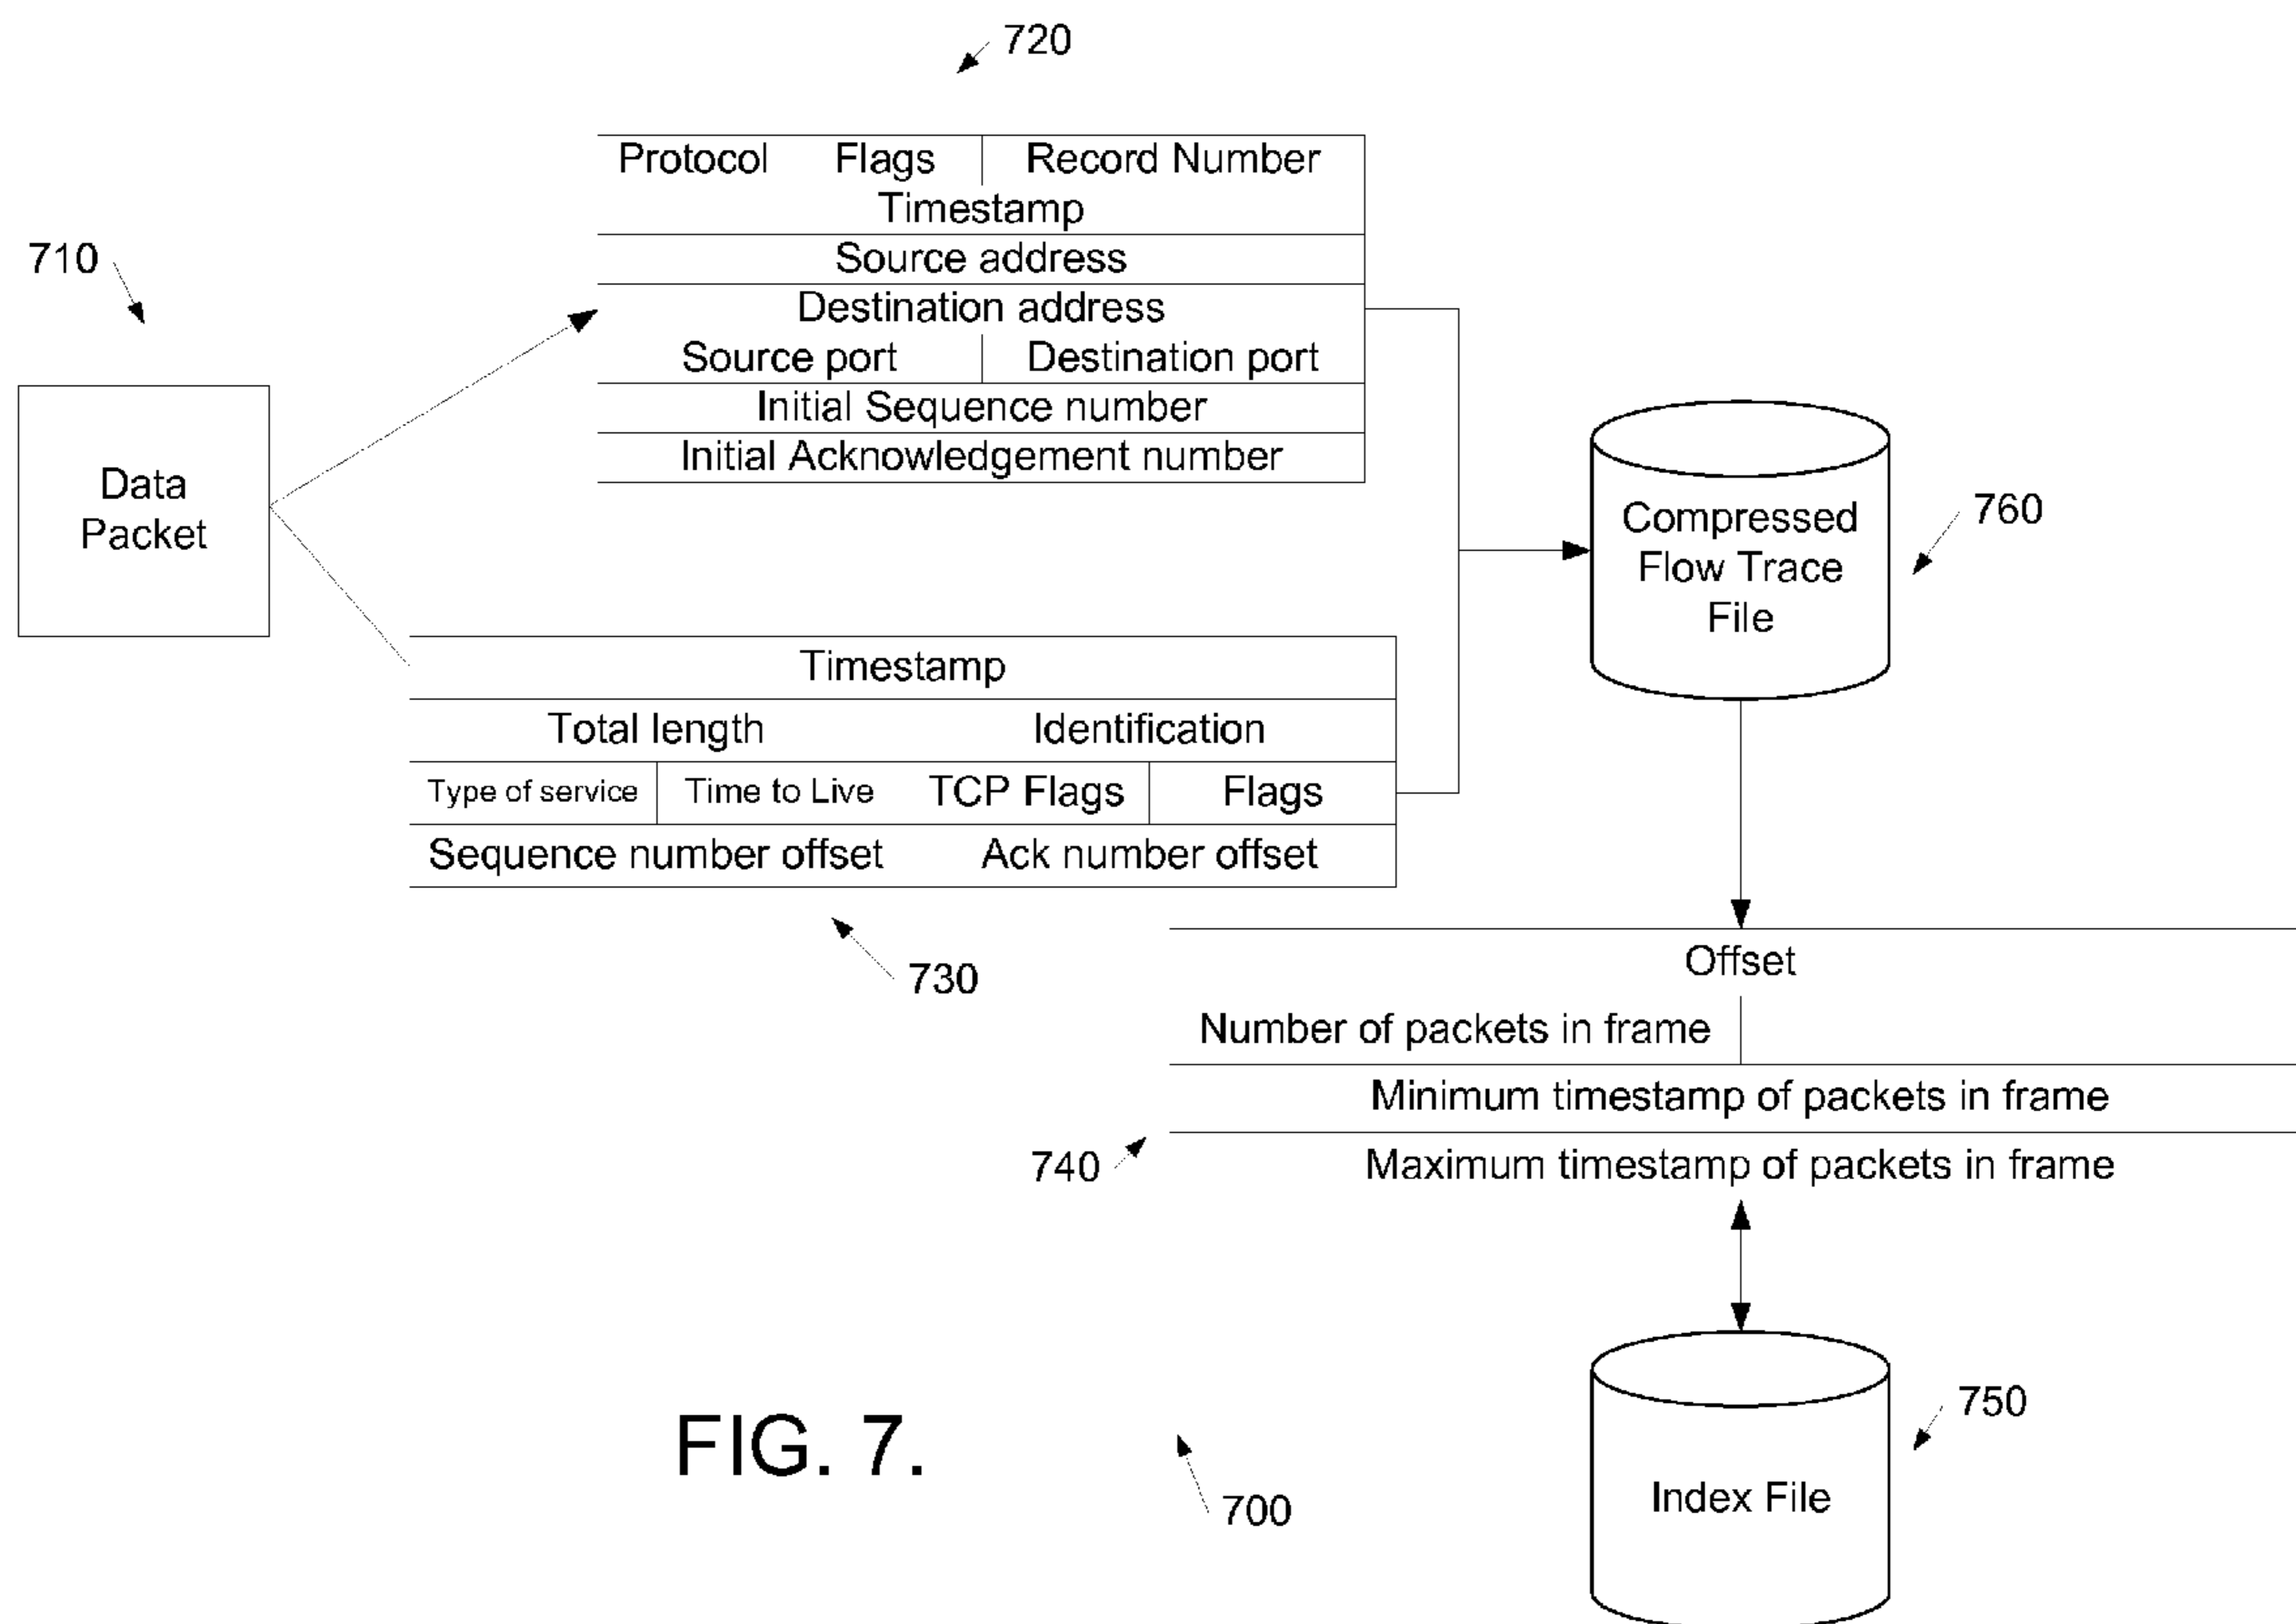 720
Protocol Flags Record Number
Timestamp
Source address
Destination address
Source port Destination port
Initial Sequence number
Initial Acknowledgement number
710
Data
Packet
Compressed
Flow Trace
File
760
Timestamp
Total length Identification
Type of service Time to Live TCP Flags Flags
Sequence number offset Ack number offset
730
Offset
Number of packets in frame
Minimum timestamp of packets in frame
740
Maximum timestamp of packets in frame
750
Index File
FIG. 7.
700